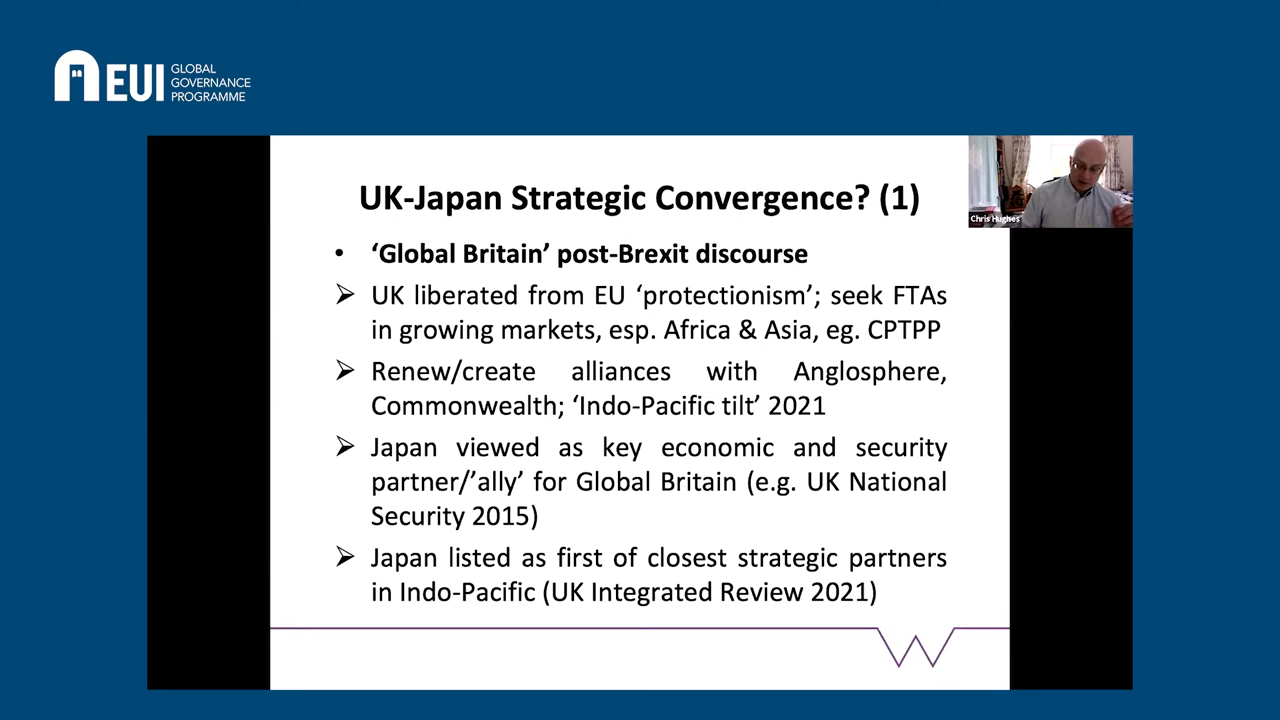 EUI
GLOBAL
GOVERNANCE
PROGRAMME
Chris Hughes
UK-Japan Strategic Convergence? (1)
• ‘Global Britain’ post-Brexit discourse
➢ UK liberated from EU ‘protectionism’; seek FTAs
in growing markets, esp. Africa & Asia, eg. CPTPP
➢ Renew/create alliances with Anglosphere,
Commonwealth; ‘Indo-Pacific tilt’ 2021
➢ Japan viewed as key economic and security
partner/’ally’ for Global Britain (e.g. UK National
Security 2015)
➢ Japan listed as first of closest strategic partners
in Indo-Pacific (UK Integrated Review 2021)